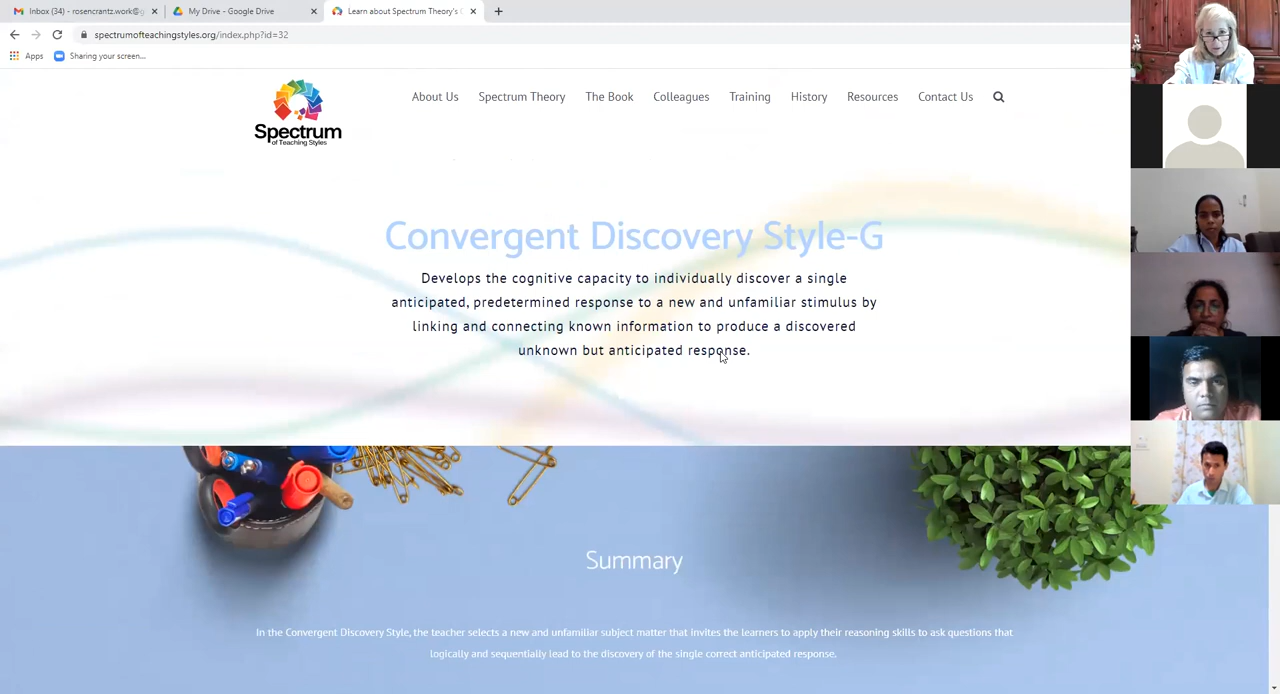 Inbox (34) - rosencrantz.work@g
My Drive - Google Drive
Learn about Spectrum Theory's C
spectrumofteachingstyles.org/index.php?id=32
Apps
Sharing your screen...
Spectrum
of Teaching Styles
About Us
Spectrum Theory
The Book
Colleagues
Training
History
Resources
Contact Us
Convergent Discovery Style-G
Develops the cognitive capacity to individually discover a single
anticipated, predetermined response to a new and unfamiliar stimulus by
linking and connecting known information to produce a discovered
unknown but anticipated response.
Summary
In the Convergent Discovery Style, the teacher selects a new and unfamiliar subject matter that invites the learners to apply their reasoning skills to ask questions that
logically and sequentially lead to the discovery of the single correct anticipated response.